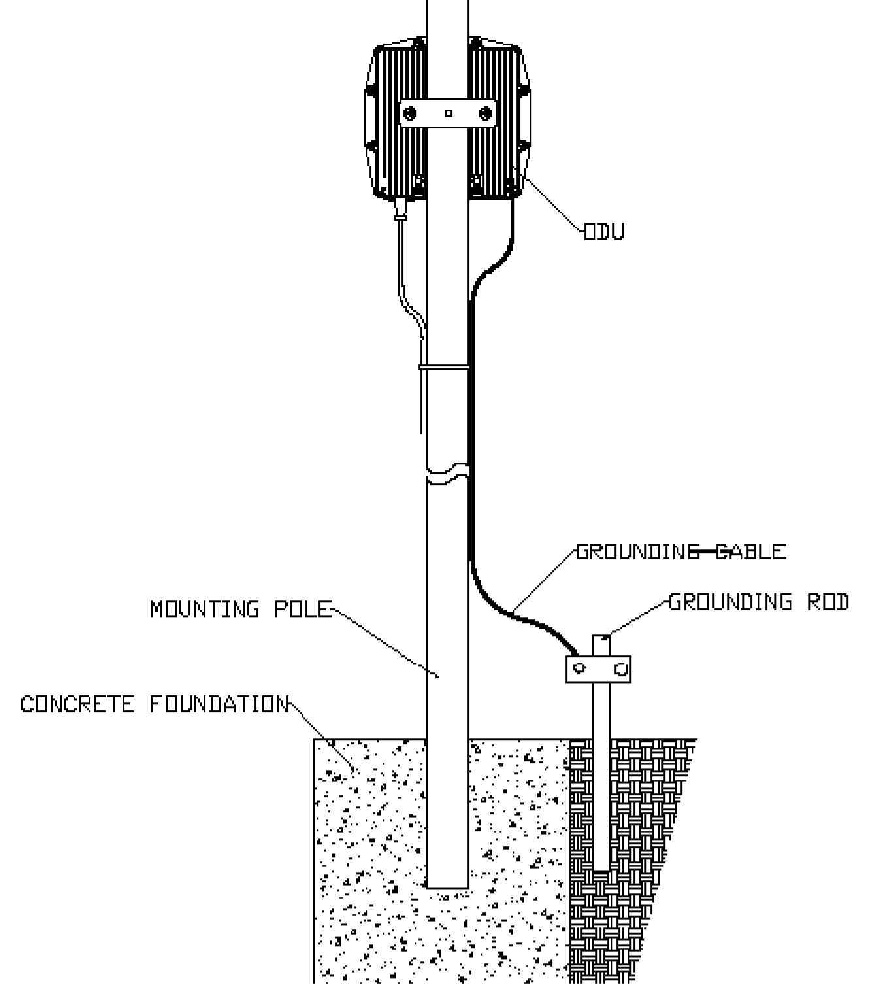 ODU
GROUNDING CABLE
GROUNDING ROD
MOUNTING POLE
CONCRETE FOUNDATION